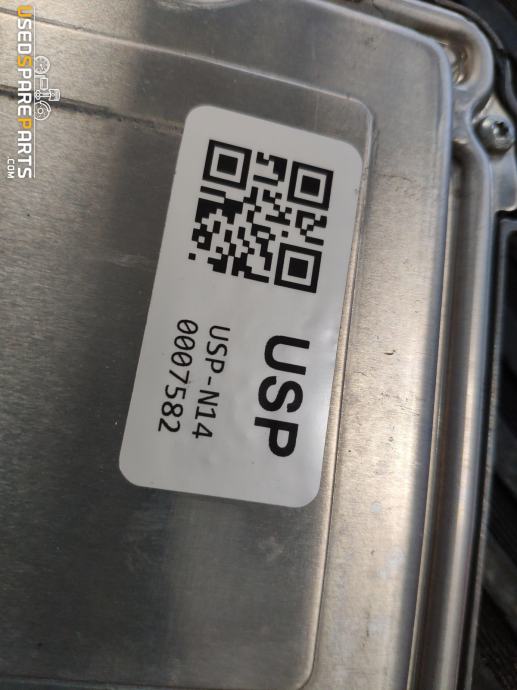 USP
USP-N14
0007582
USEDSPAREPARTS
.COM